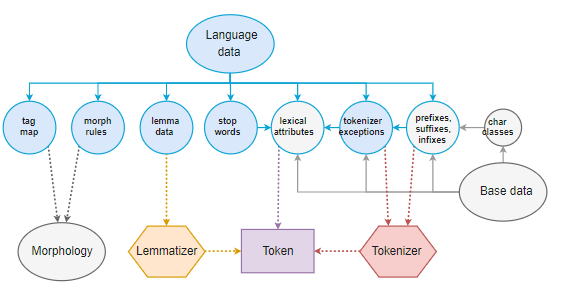 Language
data
tag
map
morph
rules
lemma
data
stop
words
lexical
attributes
tokenizer
exceptions
prefixes,
suffixes,
infixes
char
classes
Base data
Morphology
Lemmatizer
Token
Tokenizer